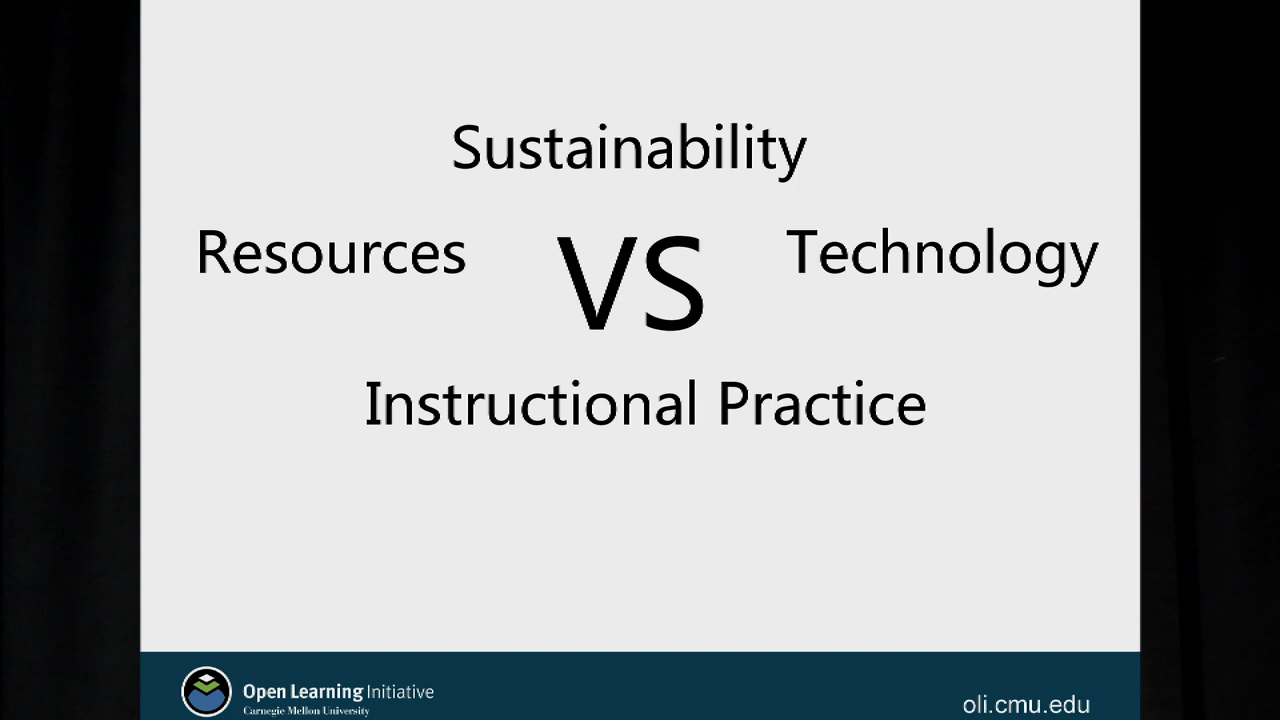 Sustainability
Resources VS Technology
Instructional Practice
Open Learning Initiative
Carnegie Mellon University
oli.cmu.edu